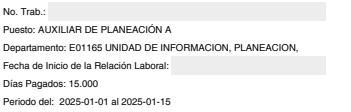 No. Trab.:
Puesto: AUXILIAR DE PLANEACIÓN A
Departamento: E01165 UNIDAD DE INFORMACION, PLANEACION,
Fecha de Inicio de la Relación Laboral:
Días Pagados: 15.000
Periodo del: 2025-01-01 al 2025-01-15